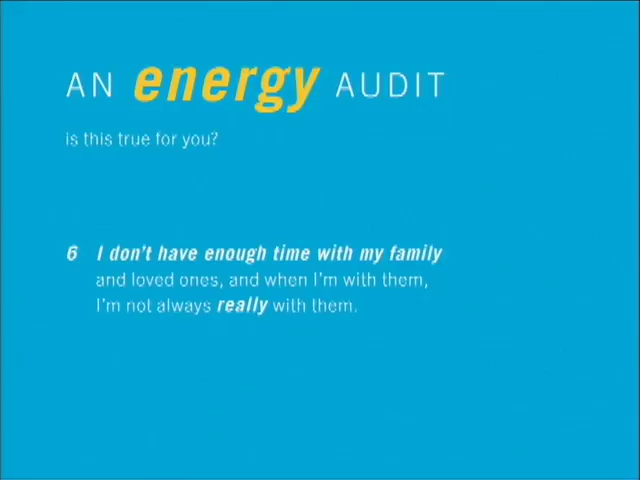 AN energy AUDIT
is this true for you?
6 I don't have enough time with my family
and loved ones, and when I'm with them,
I'm not always really with them.